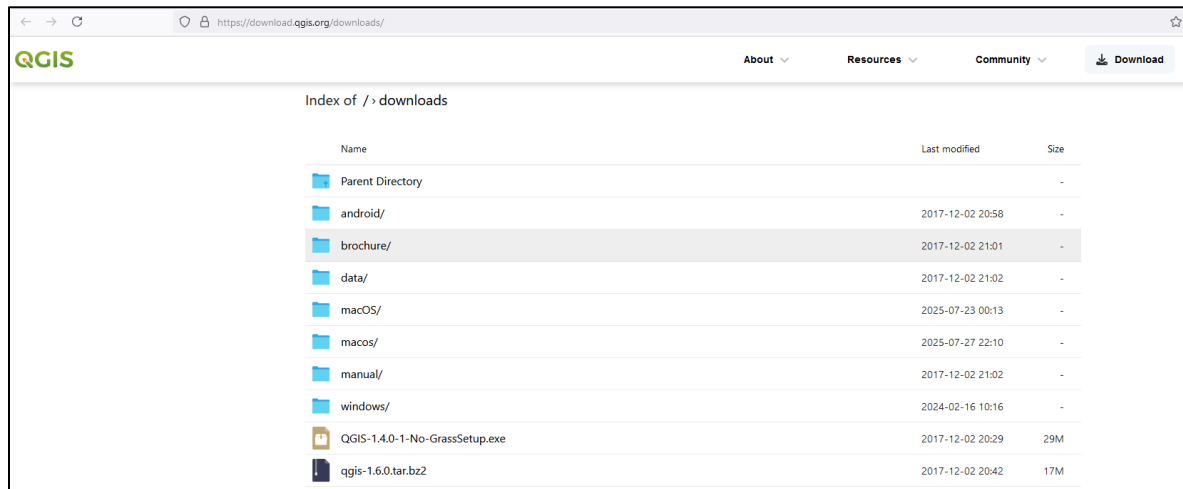 https://download.qgis.org/downloads/
QGIS
About Resources Community Download
Index of / › downloads
Name Last modified Size
Parent Directory -
android/ 2017-12-02 20:58 -
brochure/ 2017-12-02 21:01 -
data/ 2017-12-02 21:02 -
macOS/ 2025-07-23 00:13 -
macos/ 2025-07-27 22:10 -
manual/ 2017-12-02 21:02 -
windows/ 2024-02-16 10:16 -
QGIS-1.4.0-1-No-GrassSetup.exe 2017-12-02 20:29 29M
qgis-1.6.0.tar.bz2 2017-12-02 20:42 17M